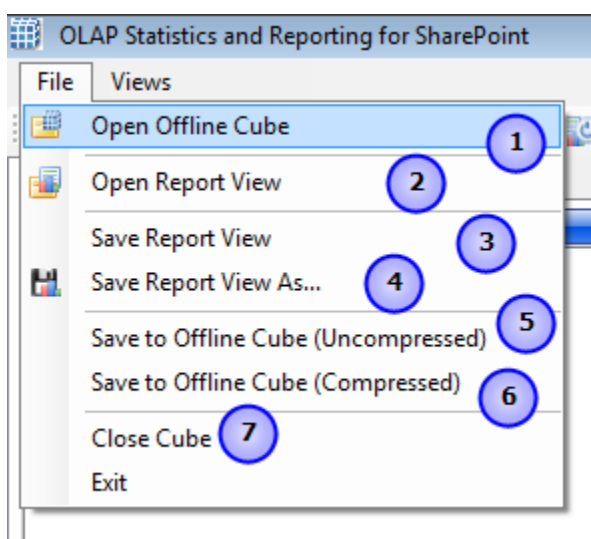 OLAP Statistics and Reporting for SharePoint
File Views
Open Offline Cube 1
Open Report View 2
Save Report View 3
Save Report View As... 4
Save to Offline Cube (Uncompressed) 5
Save to Offline Cube (Compressed) 6
Close Cube 7
Exit